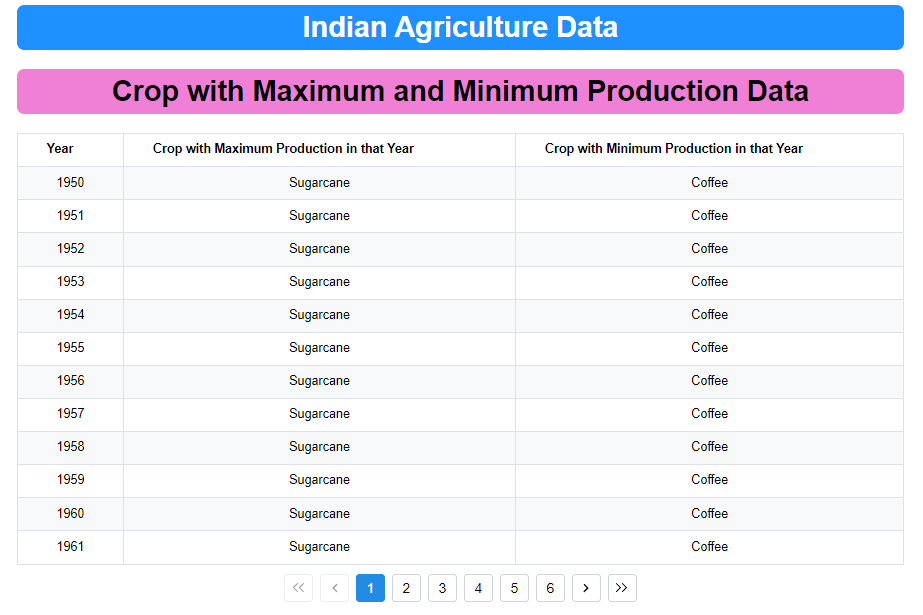 Indian Agriculture Data
Crop with Maximum and Minimum Production Data
Year Crop with Maximum Production in that Year Crop with Minimum Production in that Year
1950 Sugarcane Coffee
1951 Sugarcane Coffee
1952 Sugarcane Coffee
1953 Sugarcane Coffee
1954 Sugarcane Coffee
1955 Sugarcane Coffee
1956 Sugarcane Coffee
1957 Sugarcane Coffee
1958 Sugarcane Coffee
1959 Sugarcane Coffee
1960 Sugarcane Coffee
1961 Sugarcane Coffee
<< < 1 2 3 4 5 6 > >>